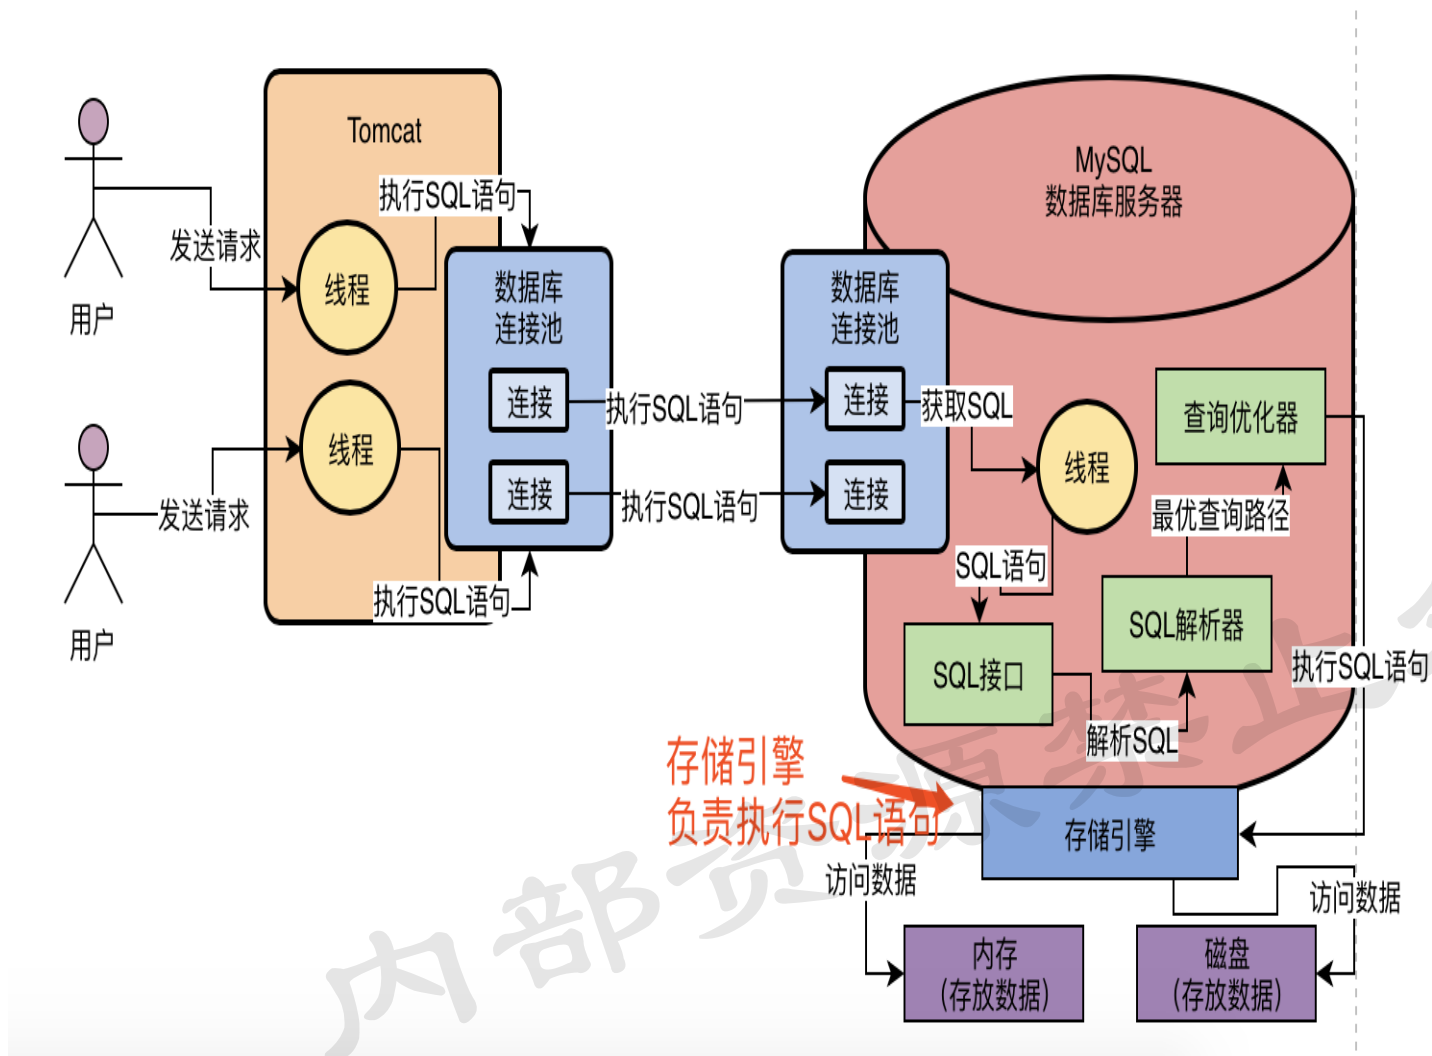 Tomcat
执行SQL语句
发送请求
线程
用户
数据库
连接池
连接
执行SQL语句
连接
执行SQL语句
线程
发送请求
执行SQL语句
用户
MySQL
数据库服务器
数据库
连接池
连接
获取SQL
连接
线程
查询优化器
最优查询路径
SQL语句
SQL解析器
SQL接口
解析SQL
执行SQL语句
存储引擎
负责执行SQL语句
存储引擎
访问数据
访问数据
内存
(存放数据)
磁盘
(存放数据)
内部资源禁止